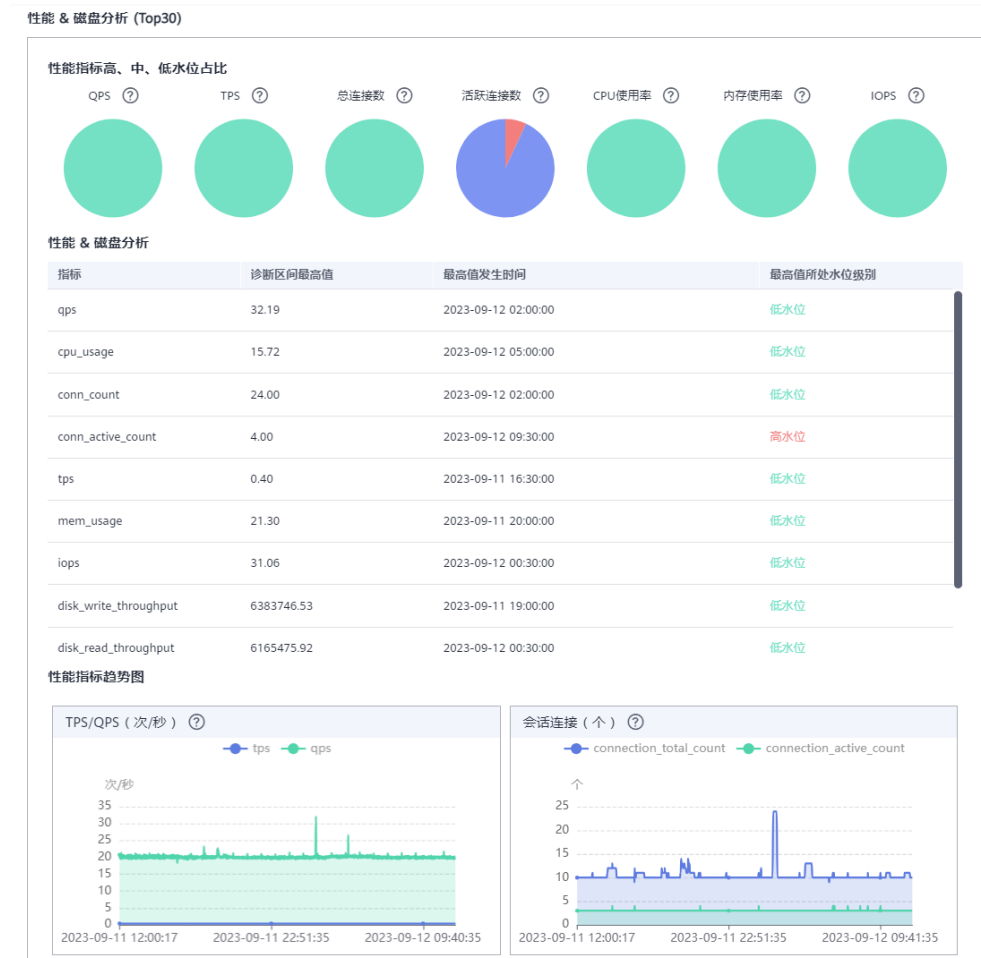 性能 & 磁盘分析 (Top30)
性能指标高、中、低水位占比
QPS ? TPS ? 总连接数 ? 活跃连接数 ? CPU使用率 ? 内存使用率 ? IOPS ?
性能 & 磁盘分析
指标 诊断区间最高值 最高值发生时间 最高值所处水位级别
qps 32.19 2023-09-12 02:00:00 低水位
cpu_usage 15.72 2023-09-12 05:00:00 低水位
conn_count 24.00 2023-09-12 02:00:00 低水位
conn_active_count 4.00 2023-09-12 09:30:00 高水位
tps 0.40 2023-09-11 16:30:00 低水位
mem_usage 21.30 2023-09-11 20:00:00 低水位
iops 31.06 2023-09-12 00:30:00 低水位
disk_write_throughput 6383746.53 2023-09-11 19:00:00 低水位
disk_read_throughput 6165475.92 2023-09-12 00:30:00 低水位
性能指标趋势图
TPS/QPS（次/秒） ?
tps qps
次/秒
35
30
25
20
15
10
5
0
2023-09-11 12:00:17 2023-09-11 22:51:35 2023-09-12 09:40:35
会话连接（个） ?
connection_total_count connection_active_count
个
25
20
15
10
5
0
2023-09-11 12:00:17 2023-09-11 22:51:35 2023-09-12 09:41:35